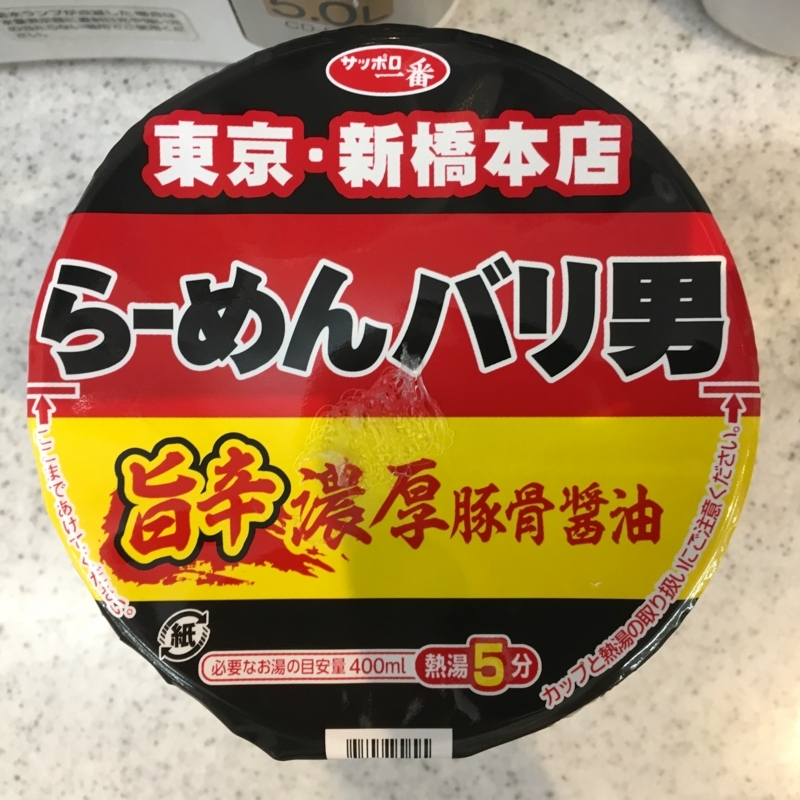 5.0L
サッポロ一番
東京・新橋本店
らーめんバリ男
旨辛濃厚豚骨醤油
ここまであけてください。
カップと熱湯の取り扱いにご注意ください。
紙
必要なお湯の目安量400ml
熱湯5分